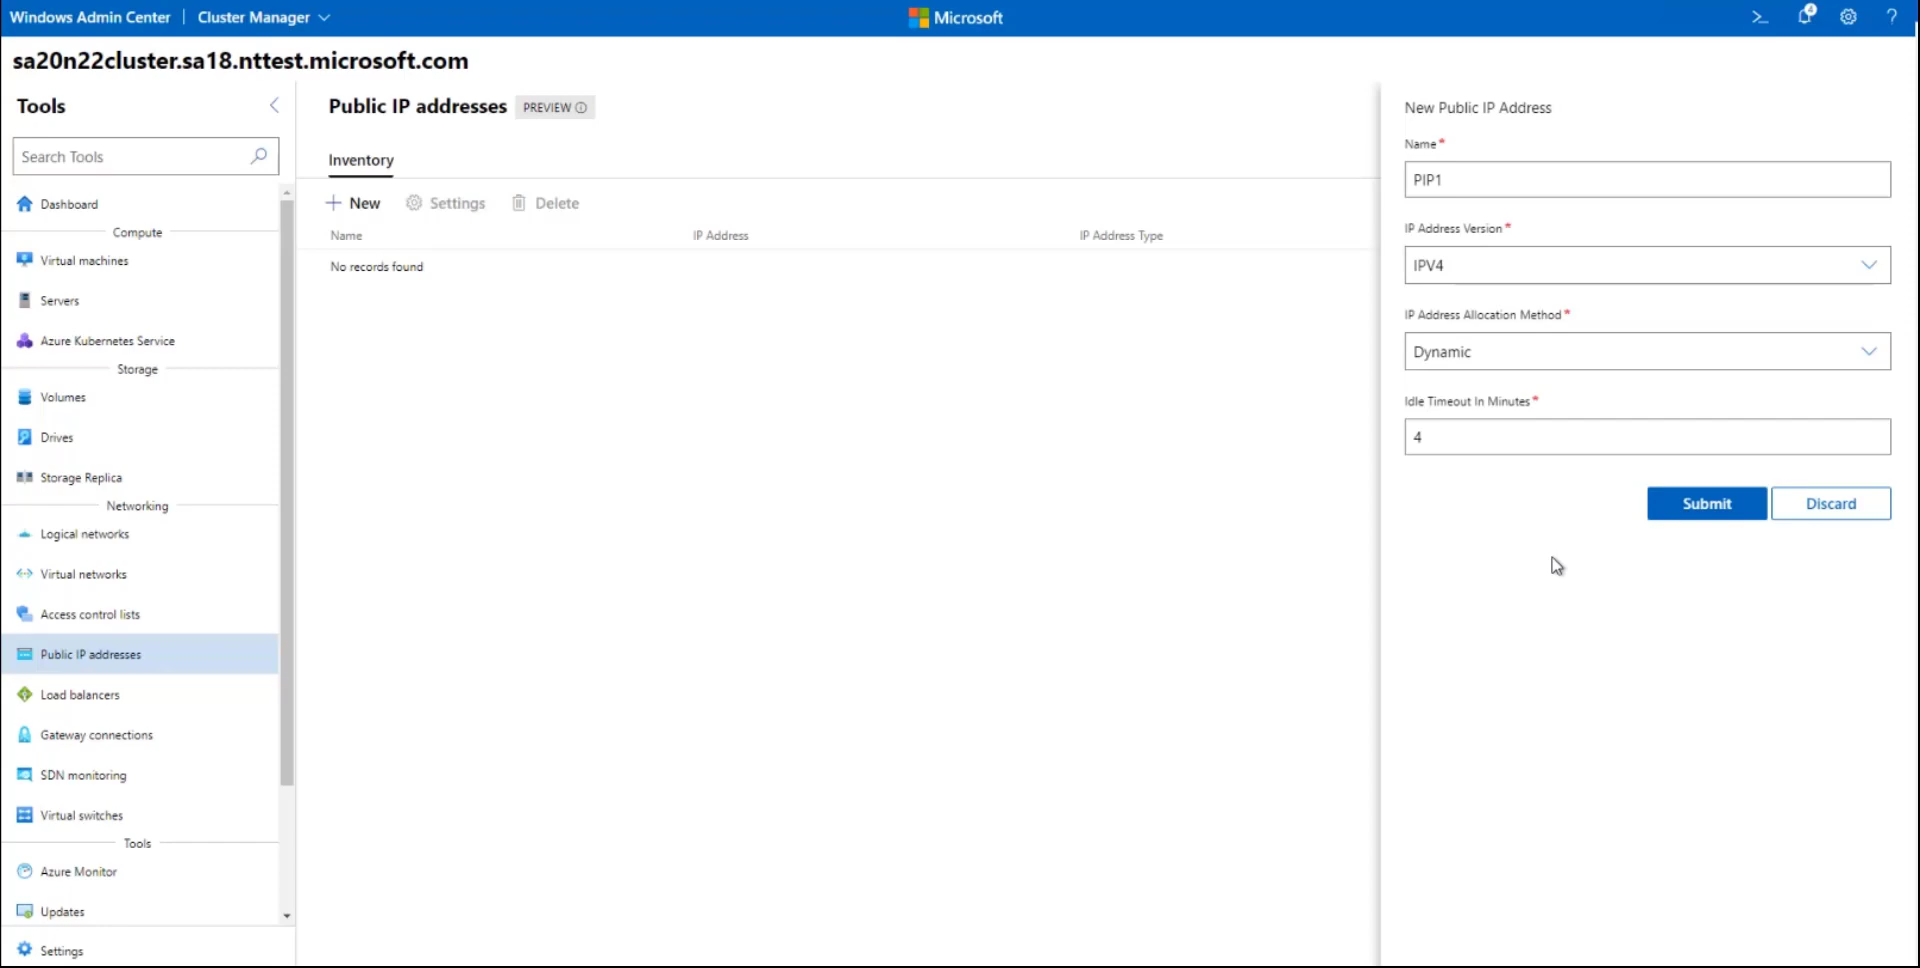 Windows Admin Center | Cluster Manager
Microsoft
4
sa20n22cluster.sa18.nttest.microsoft.com
Tools
Search Tools
Dashboard
Compute
Virtual machines
Servers
Azure Kubernetes Service
Storage
Volumes
Drives
Storage Replica
Networking
Logical networks
Virtual networks
Access control lists
Public IP addresses
Load balancers
Gateway connections
SDN monitoring
Virtual switches
Tools
Azure Monitor
Updates
Settings
Public IP addresses PREVIEW
Inventory
New Settings Delete
Name IP Address IP Address Type
No records found
New Public IP Address
Name*
PIP1
IP Address Version*
IPV4
IP Address Allocation Method*
Dynamic
Idle Timeout In Minutes*
4
Submit Discard